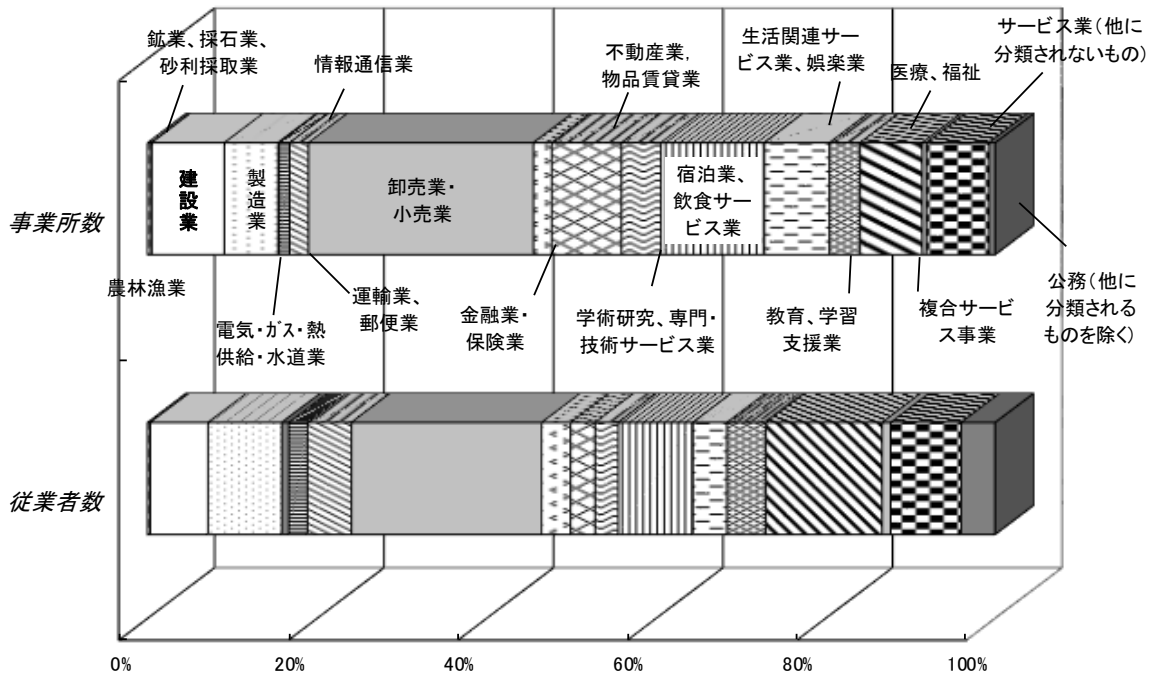 鉱業、採石業、
砂利採取業
情報通信業
不動産業,
物品賃貸業
生活関連サー
ビス業、娯楽業
医療、福祉
サービス業(他に
分類されないもの)
事業所数
建設業
製造業
卸売業・
小売業
宿泊業、
飲食サー
ビス業
農林漁業
電気・ガス・熱
供給・水道業
運輸業、
郵便業
金融業・
保険業
学術研究、専門・
技術サービス業
教育、学習
支援業
複合サービ
ス事業
公務(他に
分類される
ものを除く)
従業者数
0%
20%
40%
60%
80%
100%